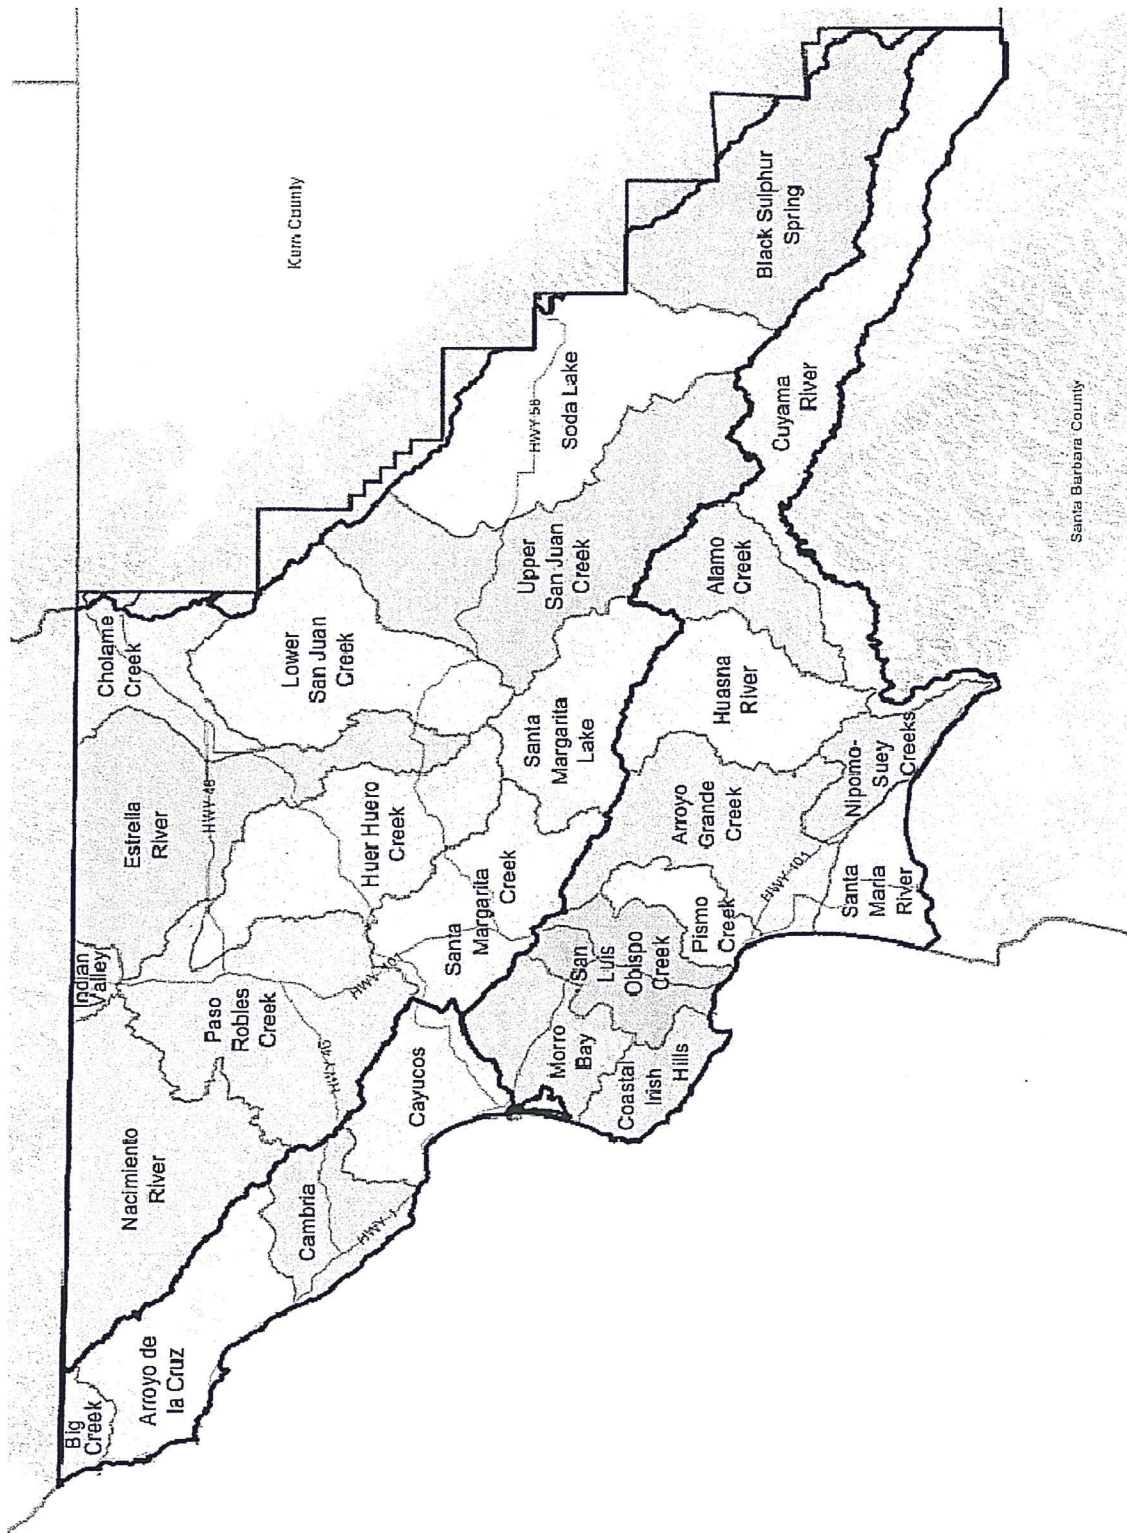 Big
Creek
Arroyo de
la Cruz
Nacimiento
River
Indian
Valley
Estrella
River
Cholame
Creek
Kern County
Cambria
HWY 1
HWY 46
Paso
Robles
Creek
HWY 101
HWY 46
Huer Huero
Creek
Lower
San Juan
Creek
Cayucos
Santa
Margarita
Creek
Santa
Margarita
Lake
Upper
San Juan
Creek
HWY 58
Soda Lake
Black Sulphur
Spring
Morro
Bay
Coastal
Irish
Hills
San
Luis
Obispo
Creek
Pismo
Creek
Arroyo
Grande
Creek
Huasna
River
Alamo
Creek
Cuyama
River
HWY 101
Santa
Maria
River
Nipomo-
Suey
Creeks
Santa Barbara County